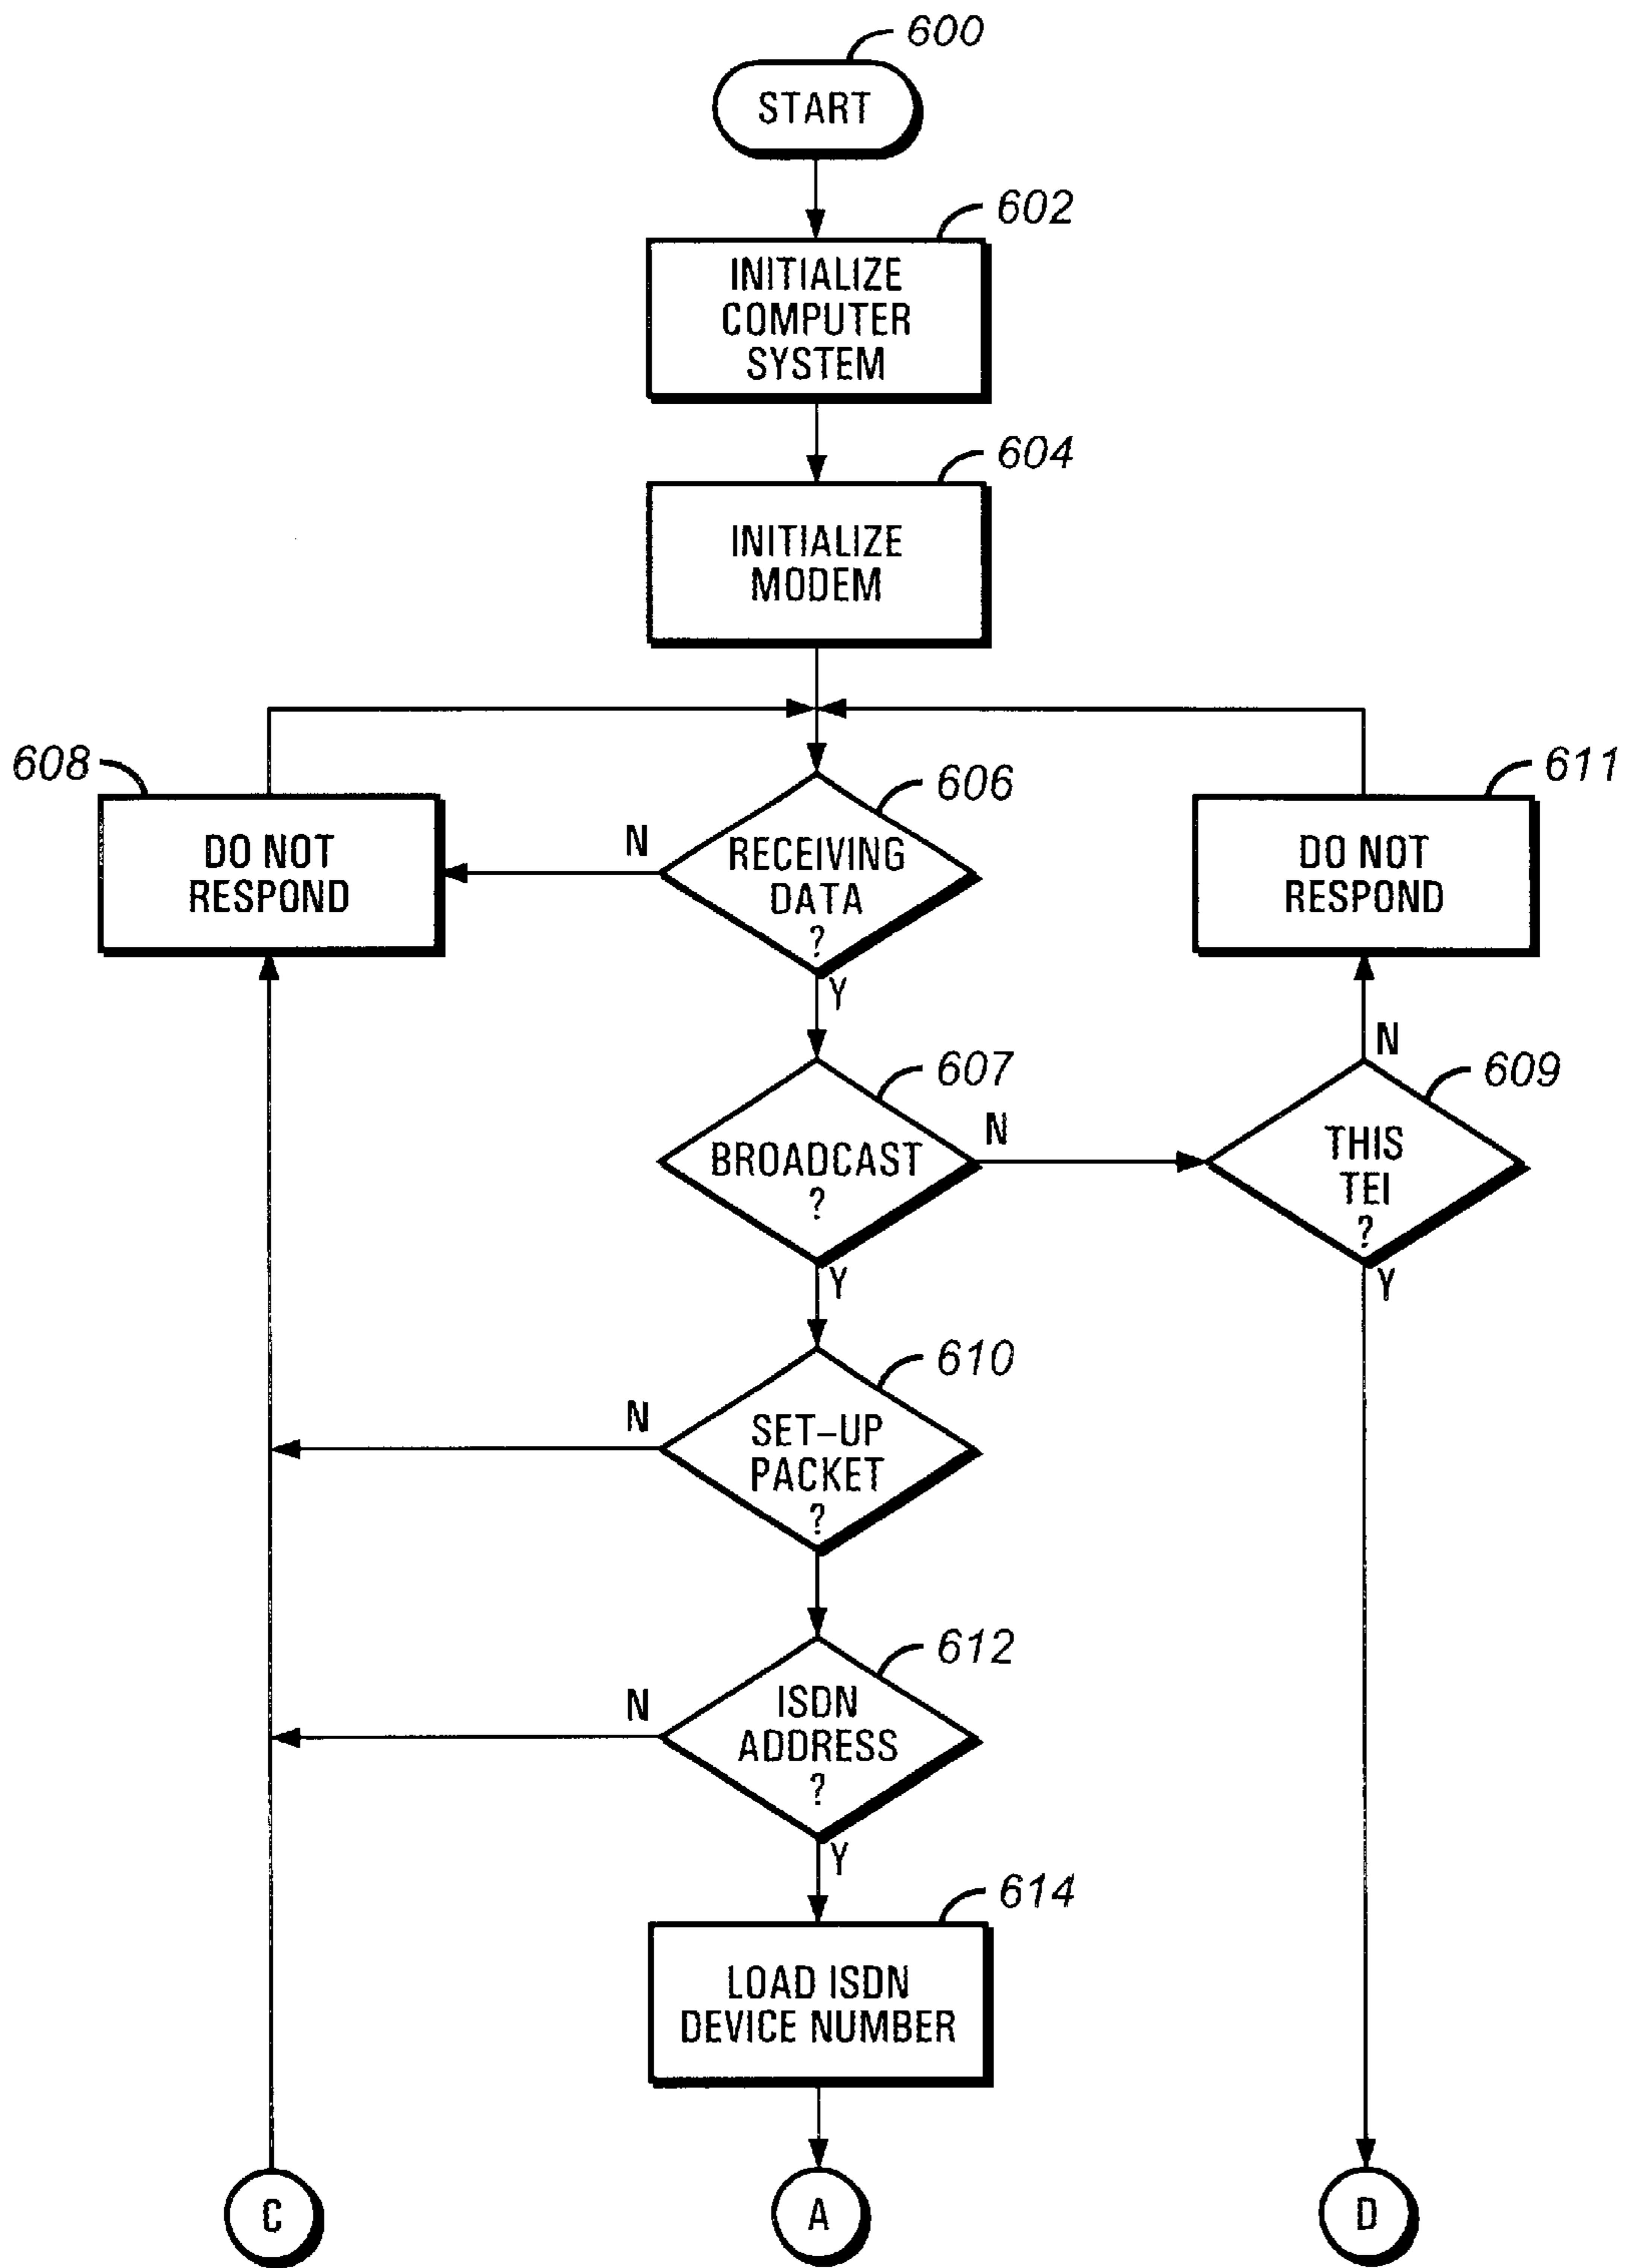 600
START
602
INITIALIZE
COMPUTER
SYSTEM
604
INITIALIZE
MODEM
608
DO NOT
RESPOND
606
N
RECEIVING
DATA
?
Y
611
DO NOT
RESPOND
607
BROADCAST
?
N
Y
N
609
THIS
TEI
?
Y
610
N
SET-UP
PACKET
?
612
N
ISDN
ADDRESS
?
Y
614
LOAD ISDN
DEVICE NUMBER
C
A
D